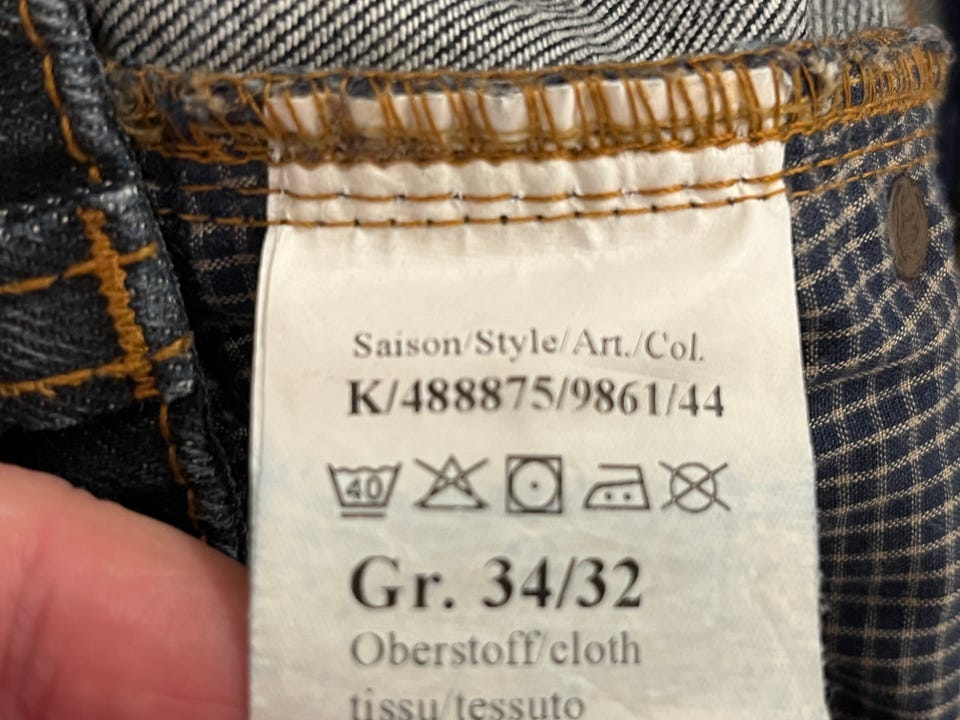 Saison/Style/Art./Col.
K/488875/9861/44
40
Gr. 34/32
Oberstoff/cloth
tissu/tessuto